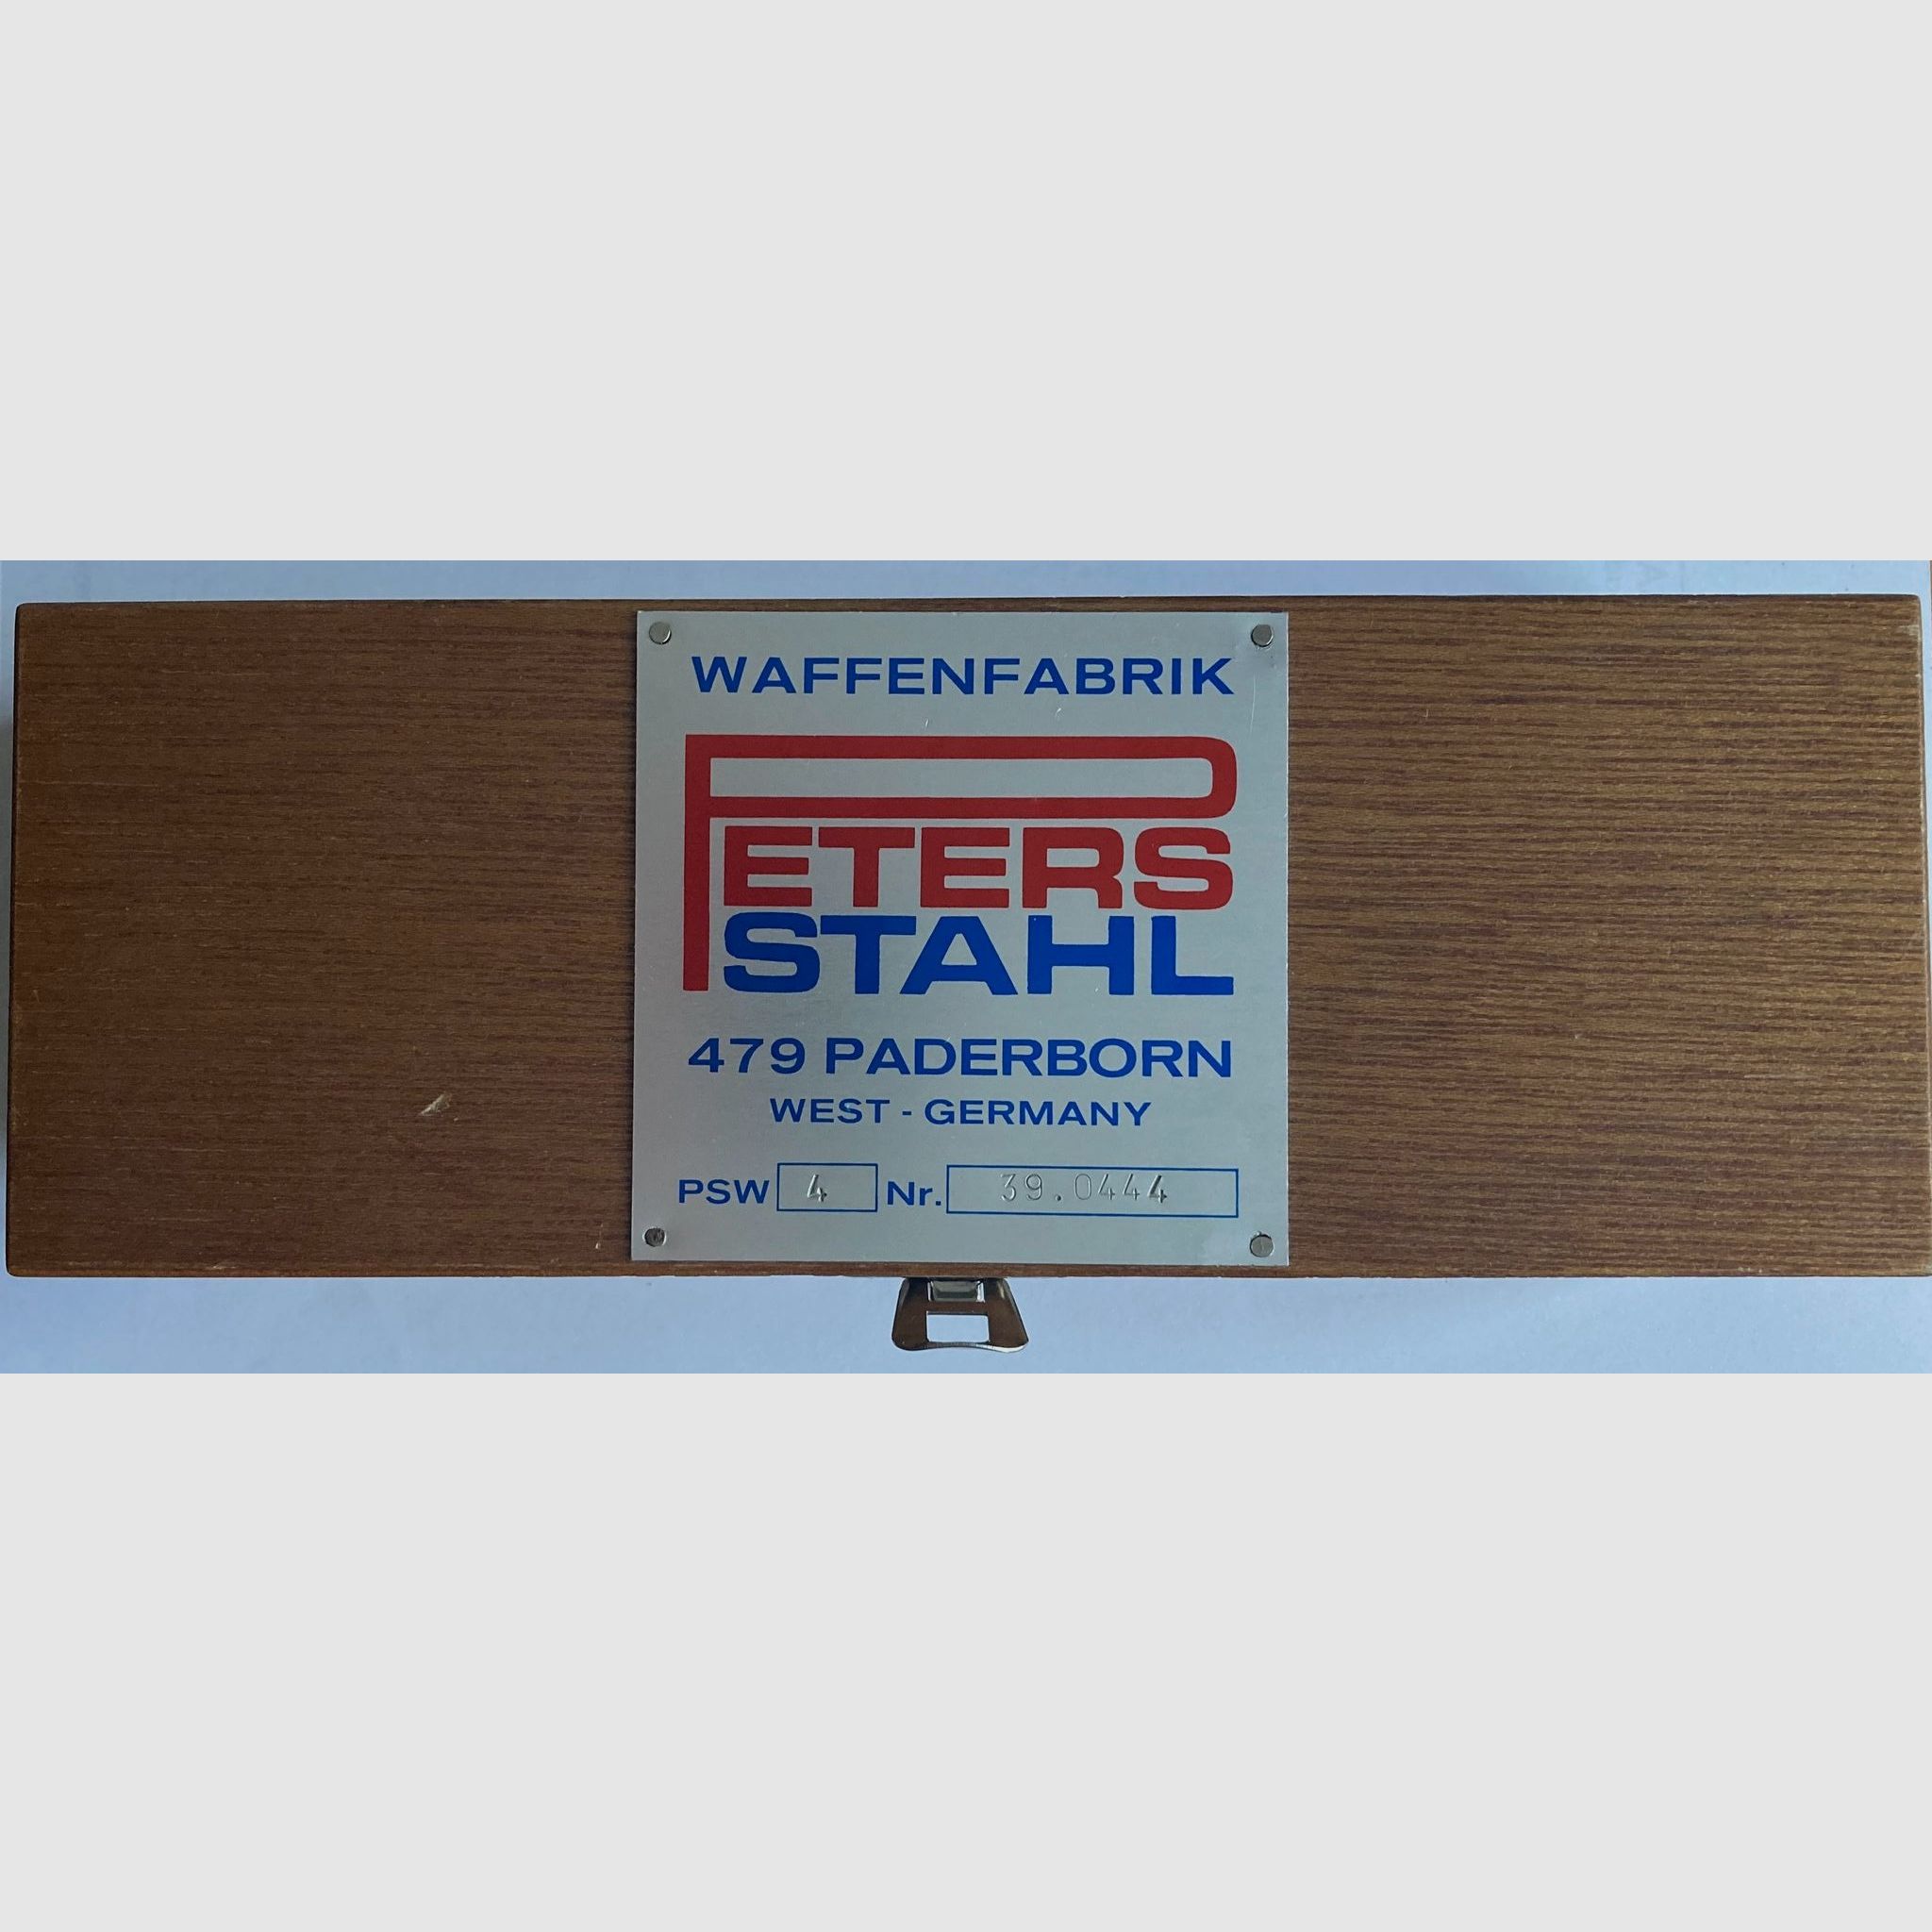 WAFFENFABRIK
PETERS
STAHL
479 PADERBORN
WEST - GERMANY
PSW 4 Nr. 39.0444